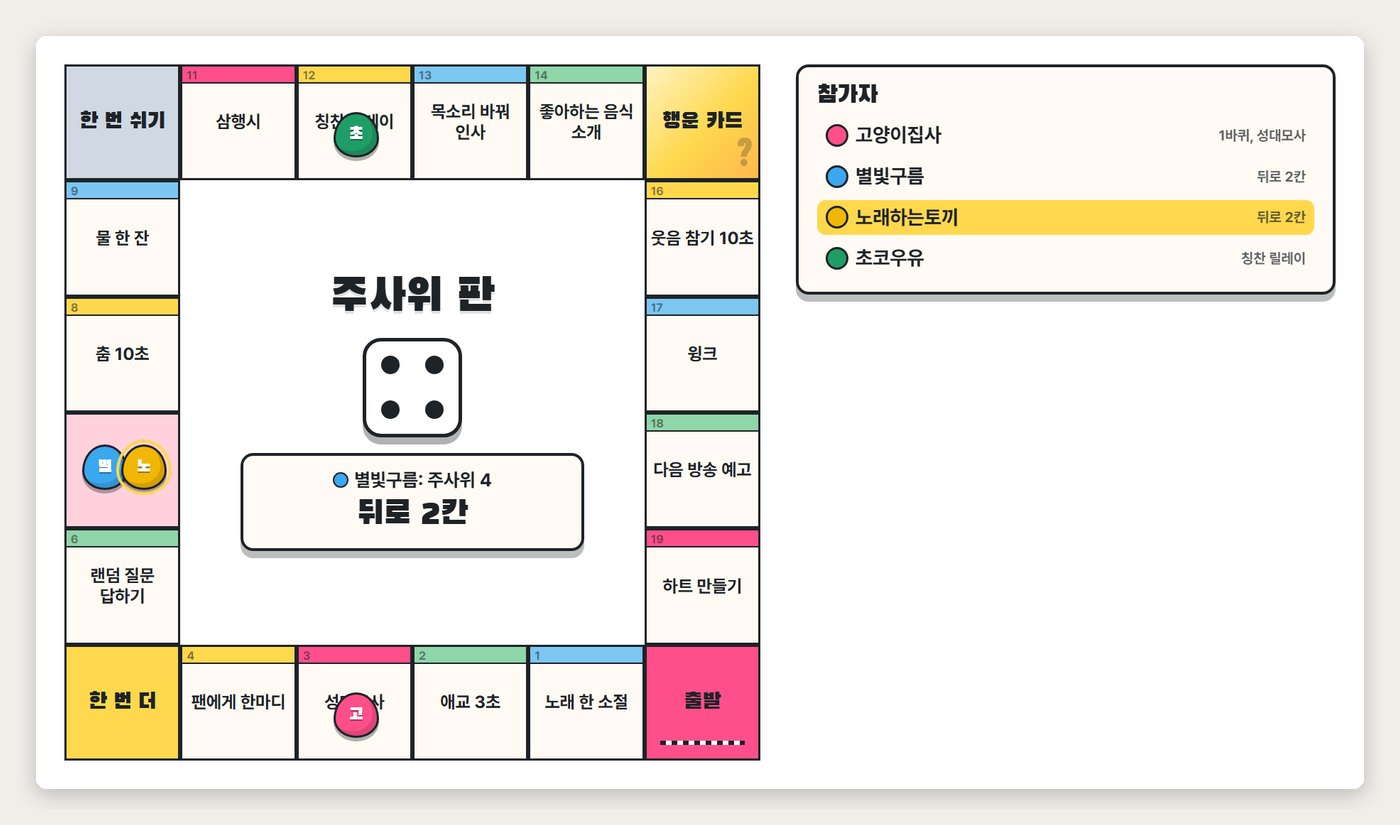 한 번 쉬기
11
삼행시
12
초
13
목소리 바꿔
인사
14
좋아하는 음식
소개
행운 카드
?
9
물 한 잔
16
웃음 참기 10초
8
춤 10초
17
윙크
별
노
18
다음 방송 예고
6
랜덤 질문
답하기
19
하트 만들기
한 번 더
4
팬에게 한마디
3
고
2
애교 3초
1
노래 한 소절
출발
주사위 판
별빛구름: 주사위 4
뒤로 2칸
참가자
고양이집사 1바퀴, 성대모사
별빛구름 뒤로 2칸
노래하는토끼 뒤로 2칸
초코우유 칭찬 릴레이